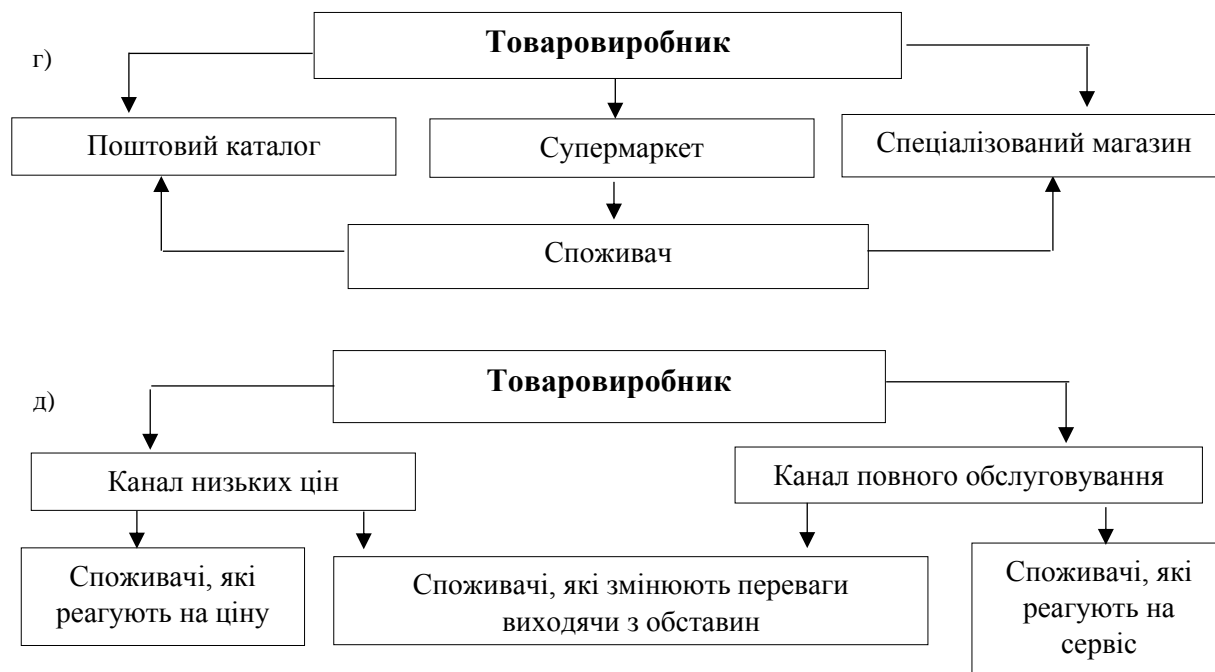 г)
Товаровиробник
Поштовий каталог
Супермаркет
Спеціалізований магазин
Споживач
д)
Товаровиробник
Канал низьких цін
Канал повного обслуговування
Споживачі, які
реагують на ціну
Споживачі, які змінюють переваги
виходячи з обставин
Споживачі, які
реагують на
сервіс